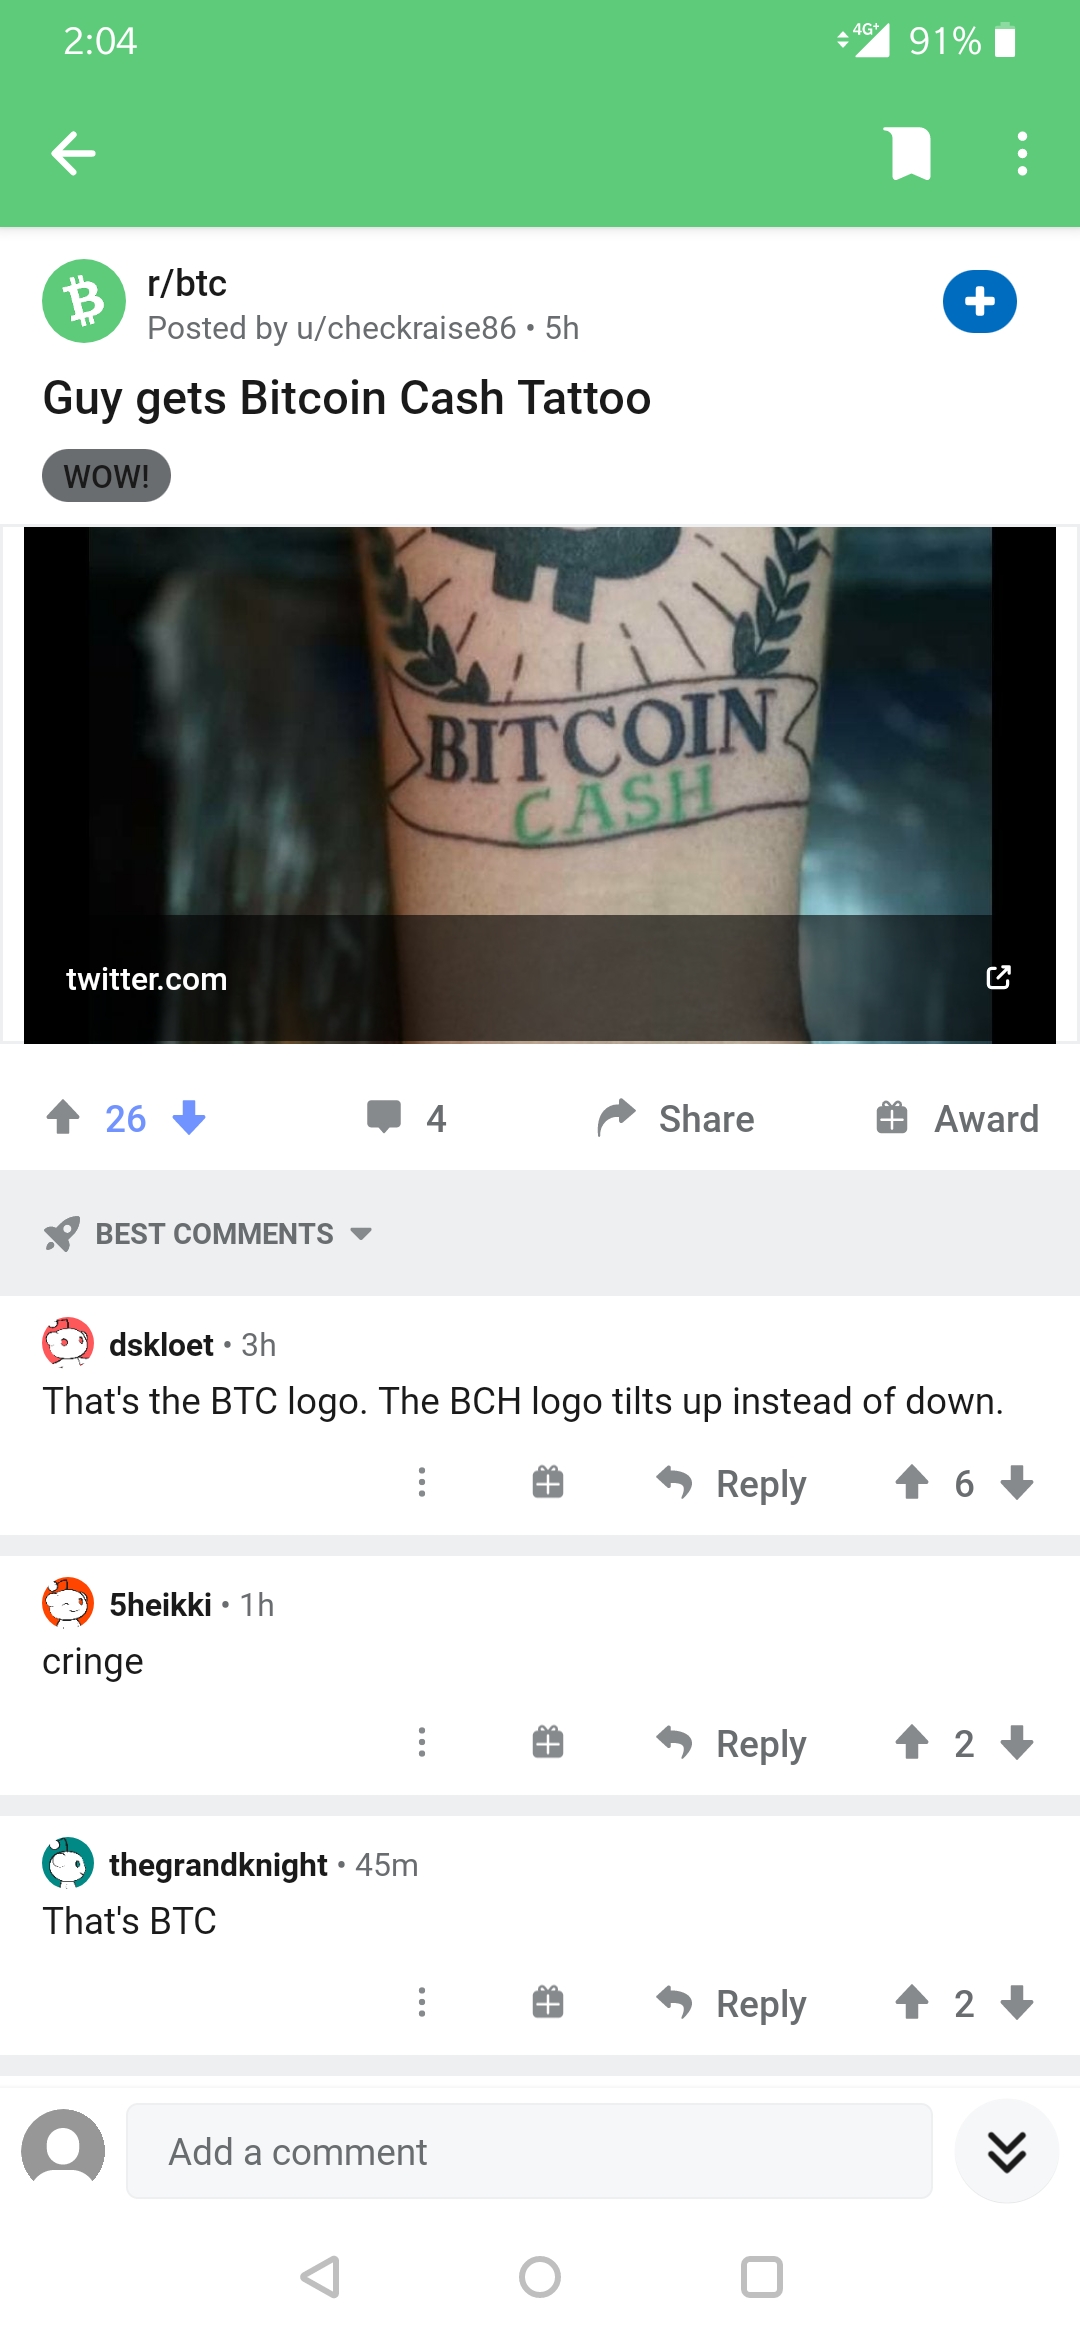 2:04
4G+ 91%
r/btc
Posted by u/checkraise86 • 5h
Guy gets Bitcoin Cash Tattoo
WOW!
BITCOIN
CASH
twitter.com
26 4 Share Award
BEST COMMENTS
dskloet • 3h
That's the BTC logo. The BCH logo tilts up instead of down.
Reply 6
5heikki • 1h
cringe
Reply 2
thegrandknight • 45m
That's BTC
Reply 2
Add a comment